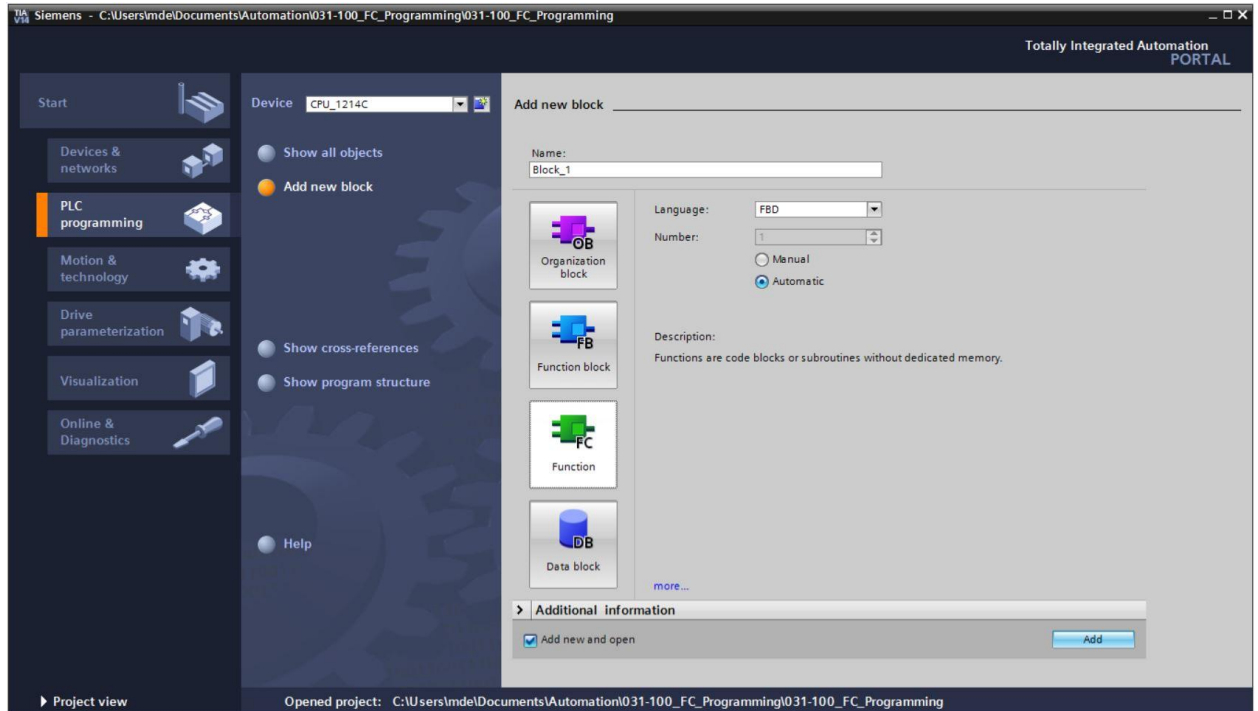 TIA
V14
Siemens - C:\Users\mde\Documents\Automation\031-100_FC_Programming\031-100_FC_Programming
Totally Integrated Automation
PORTAL
Start
Devices &
networks
PLC
programming
Motion &
technology
Drive
parameterization
Visualization
Online &
Diagnostics
Project view
Device CPU_1214C
Show all objects
Add new block
Show cross-references
Show program structure
Help
Add new block
Name:
Block_1
OB
Organization
block
FB
Function block
FC
Function
DB
Data block
Language: FBD
Number: 1
Manual
Automatic
Description:
Functions are code blocks or subroutines without dedicated memory.
more...
> Additional information
Add new and open
Add
Opened project: C:\Users\mde\Documents\Automation\031-100_FC_Programming\031-100_FC_Programming